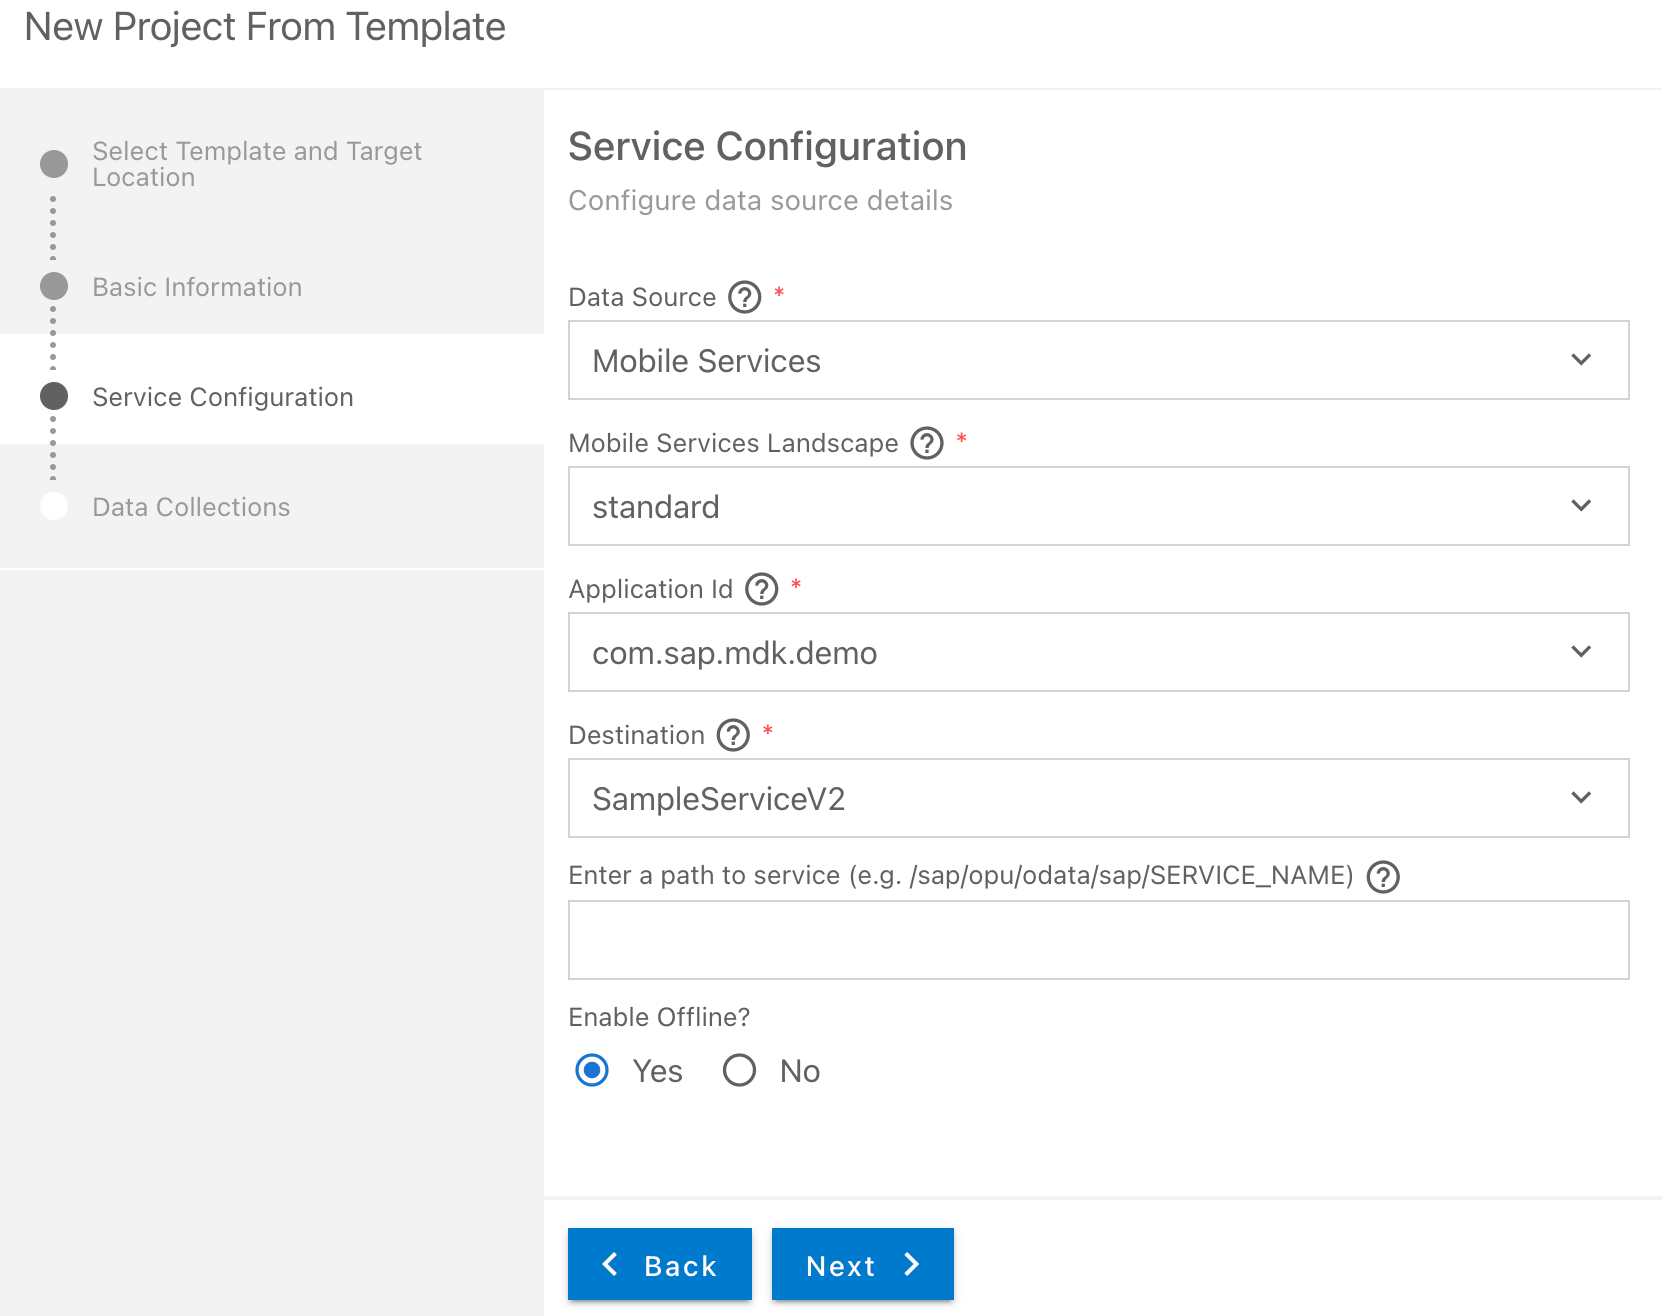 New Project From Template
Select Template and Target
Location
Basic Information
Service Configuration
Data Collections
Service Configuration
Configure data source details
Data Source ? *
Mobile Services
Mobile Services Landscape ? *
standard
Application Id ? *
com.sap.mdk.demo
Destination ? *
SampleServiceV2
Enter a path to service (e.g. /sap/opu/odata/sap/SERVICE_NAME) ?
Enable Offline?
Yes No
Back Next